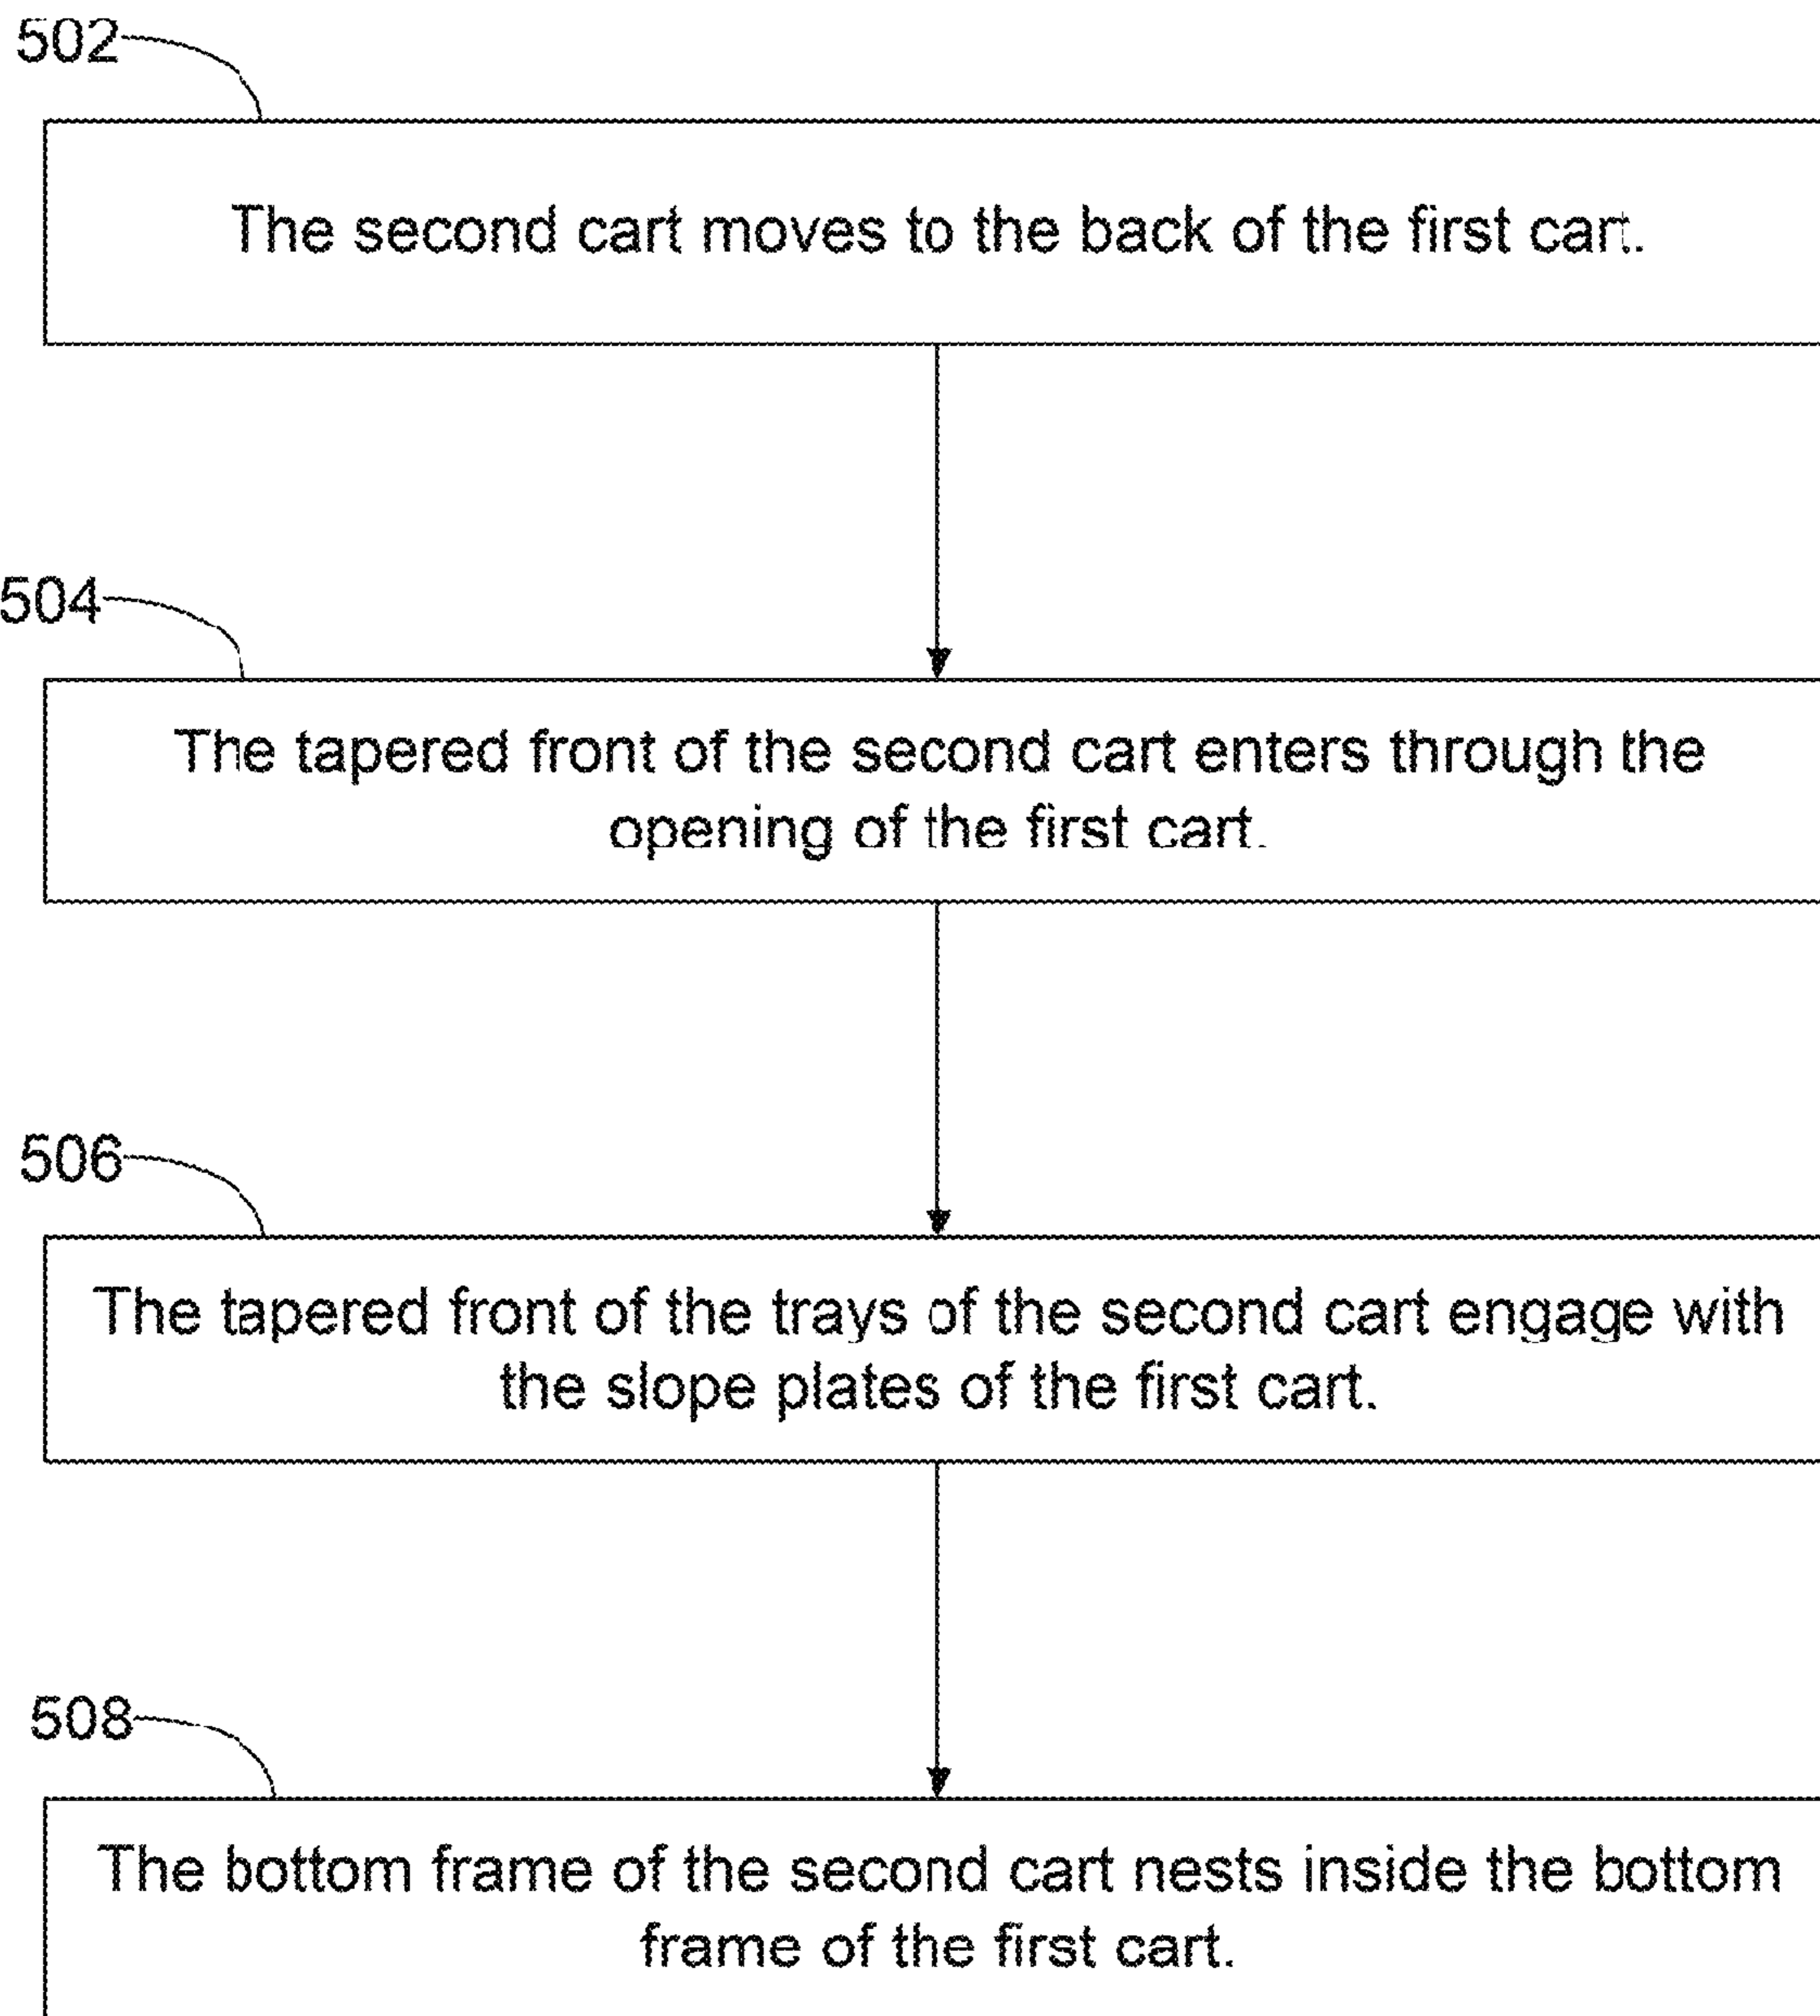 502
The second cart moves to the back of the first cart.
504
The tapered front of the second cart enters through the
opening of the first cart.
506
The tapered front of the trays of the second cart engage with
the slope plates of the first cart.
508
The bottom frame of the second cart nests inside the bottom
frame of the first cart.